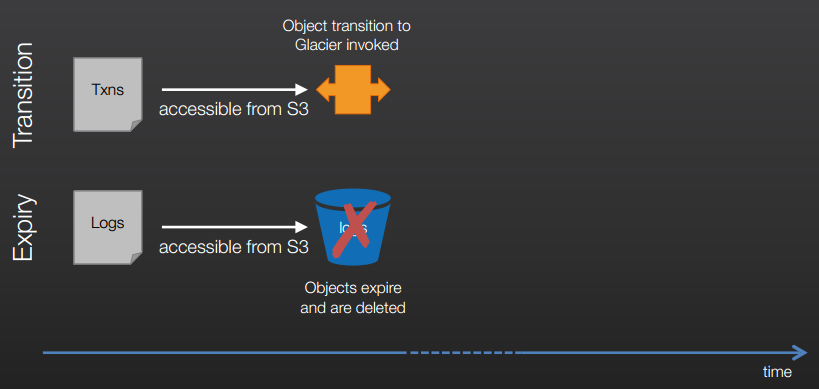 Transition
Object transition to
Glacier invoked
Txns
accessible from S3
Expiry
Logs
accessible from S3
logs
Objects expire
and are deleted
time